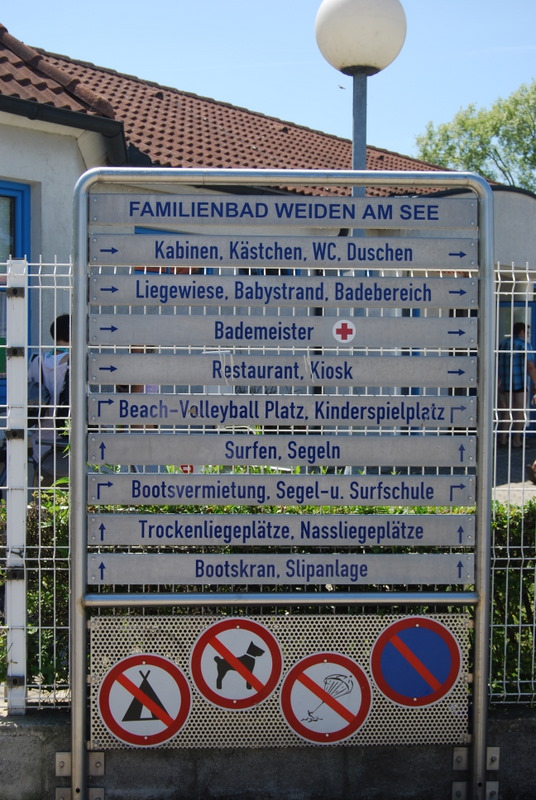 FAMILIENBAD WEIDEN AM SEE
Kabinen, Kästchen, WC, Duschen
Liegewiese, Babystrand, Badebereich
Bademeister
Restaurant, Kiosk
Beach-Volleyball Platz, Kinderspielplatz
Surfen, Segeln
Bootsvermietung, Segel-u. Surfschule
Trockenliegeplätze, Nassliegeplätze
Bootskran, Slipanlage